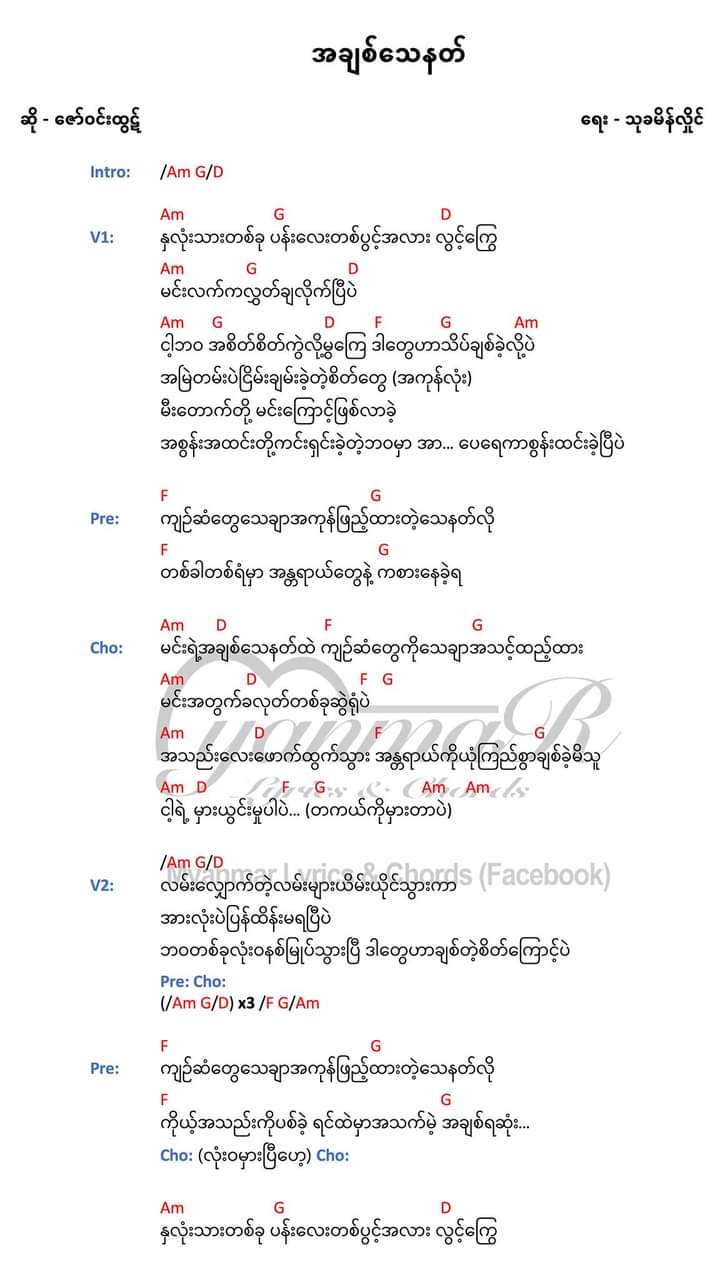 အချစ်သေနတ်
ဆို - ဇော်ဝင်းထွဋ်
ရေး - သုခမိန်လှိုင်
Intro: /Am G/D
Am G D
V1: နှလုံးသားတစ်ခု ပန်းလေးတစ်ပွင့်အလား လွင့်ကြွေ
Am G D
မင်းလက်ကလွှတ်ချလိုက်ပြီပဲ
Am G D F G Am
ငါ့ဘဝ အစိတ်စိတ်ကွဲလို့မွှကြေ ဒါတွေဟာသိပ်ချစ်ခဲ့လို့ပဲ
အမြဲတမ်းပဲငြိမ်းချမ်းခဲ့တဲ့စိတ်တွေ (အကုန်လုံး)
မီးတောက်တို့ မင်းကြောင့်ဖြစ်လာခဲ့
အစွန်းအထင်းတို့ကင်းရှင်းခဲ့တဲ့ဘဝမှာ အာ... ပေရေကာစွန်းထင်းခဲ့ပြီပဲ
F G
Pre: ကျည်ဆံတွေသေချာအကုန်ဖြည့်ထားတဲ့သေနတ်လို
F G
တစ်ခါတစ်ရံမှာ အန္တရာယ်တွေနဲ့ ကစားနေခဲ့ရ
Am D F G
Cho: မင်းရဲ့အချစ်သေနတ်ထဲ ကျည်ဆံတွေကိုသေချာအသင့်ထည့်ထား
Am D F G
မင်းအတွက်ခလုတ်တစ်ခုဆွဲရုံပဲ
Am D F G
အသည်းလေးဖောက်ထွက်သွား အန္တရာယ်ကိုယုံကြည်စွာချစ်ခဲ့မိသူ
Am D F G Am Am
ငါ့ရဲ့ မှားယွင်းမှုပါပဲ... (တကယ်ကိုမှားတာပဲ)
/Am G/D
V2: လမ်းလျှောက်တဲ့လမ်းများယိမ်းယိုင်သွားကာ
အားလုံးပဲပြန်ထိန်းမရပြီပဲ
ဘဝတစ်ခုလုံးဝနစ်မြုပ်သွားပြီ ဒါတွေဟာချစ်တဲ့စိတ်ကြောင့်ပဲ
Pre: Cho:
(/Am G/D) x3 /F G/Am
F G
Pre: ကျည်ဆံတွေသေချာအကုန်ဖြည့်ထားတဲ့သေနတ်လို
F G
ကိုယ့်အသည်းကိုပစ်ခဲ့ ရင်ထဲမှာအသက်မဲ့ အချစ်ရဆုံး...
Cho: (လုံးဝမှားပြီဟေ့) Cho:
Am G D
နှလုံးသားတစ်ခု ပန်းလေးတစ်ပွင့်အလား လွင့်ကြွေ
MyanmaR
Lyrics & Chords
Myanmar Lyrics & Chords (Facebook)